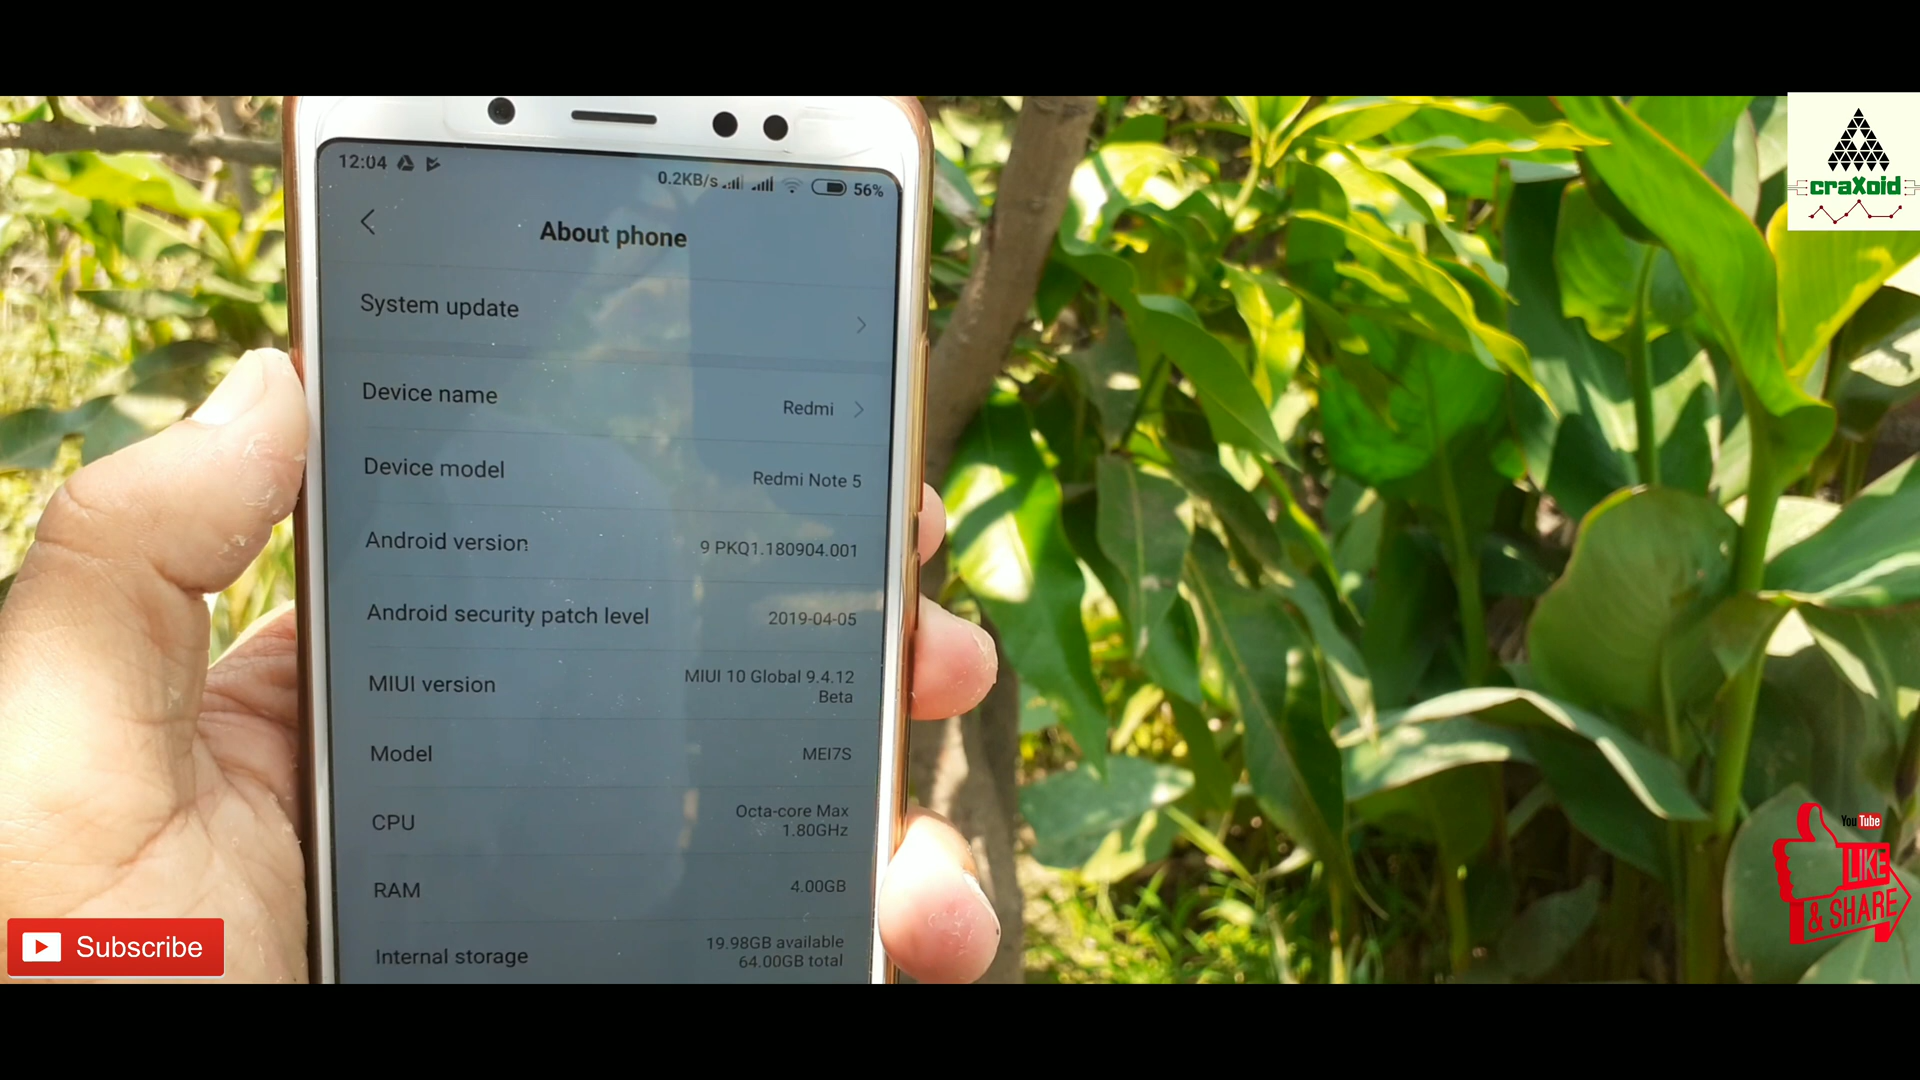 12:04
0.2KB/s
56%
About phone
System update
Device name
Redmi
Device model
Redmi Note 5
Android version
9 PKQ1.180904.001
Android security patch level
2019-04-05
MIUI version
MIUI 10 Global 9.4.12
Beta
Model
MEI7S
CPU
Octa-core Max
1.80GHz
RAM
4.00GB
Internal storage
19.98GB available
64.00GB total
craXoid
YouTube
LIKE
& SHARE
Subscribe